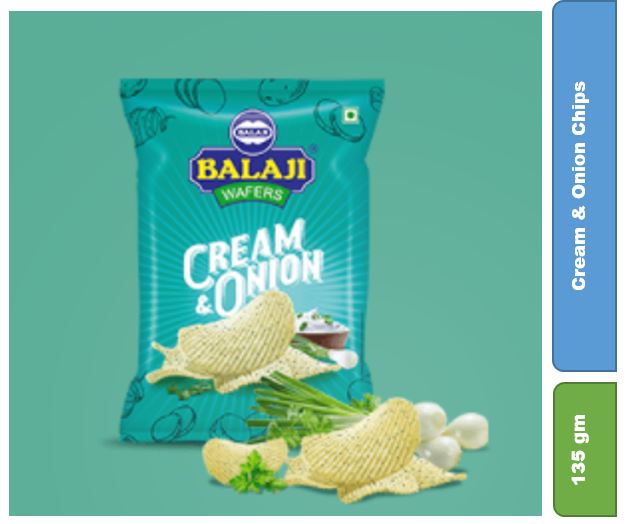 BALAJI
BALAJI
WAFERS
CREAM
& ONION
Cream & Onion Chips
135 gm